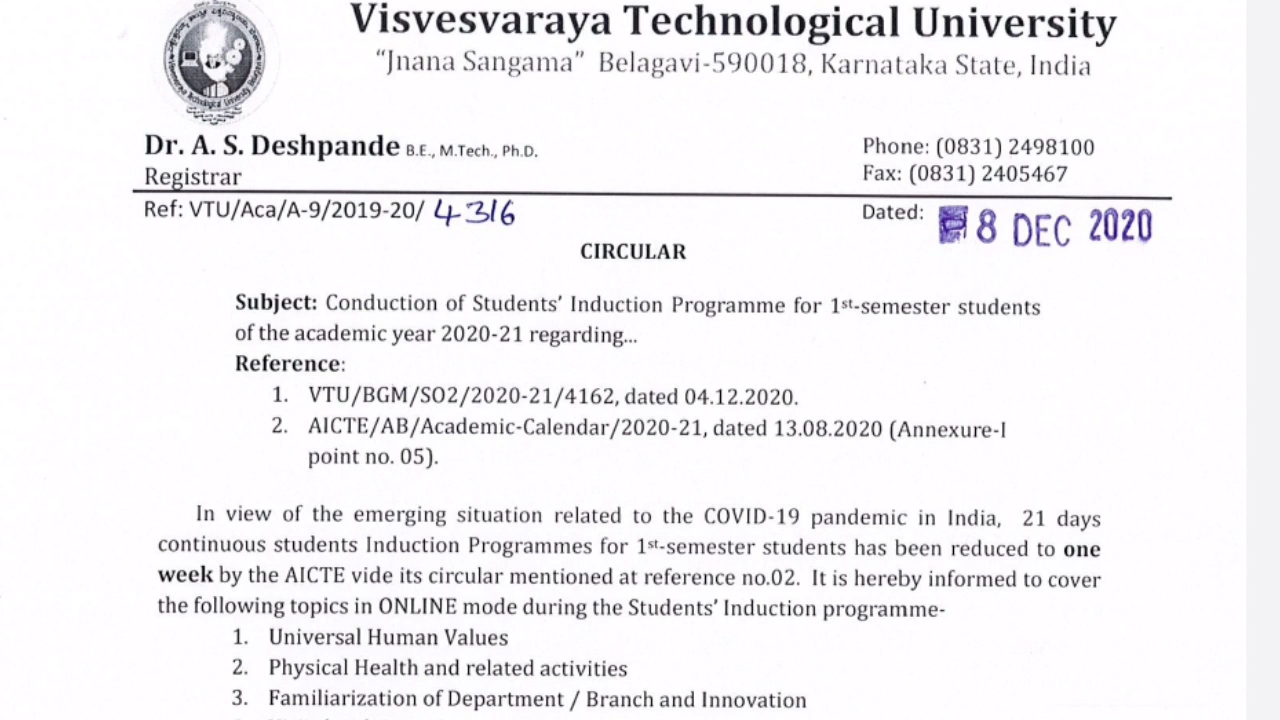 Visvesvaraya Technological University
“Jnana Sangama” Belagavi-590018, Karnataka State, India
Dr. A. S. Deshpande B.E., M.Tech., Ph.D.
Registrar
Phone: (0831) 2498100
Fax: (0831) 2405467
Ref: VTU/Aca/A-9/2019-20/ 4316
Dated: 8 DEC 2020
CIRCULAR
Subject: Conduction of Students’ Induction Programme for 1st-semester students
of the academic year 2020-21 regarding...
Reference:
1. VTU/BGM/SO2/2020-21/4162, dated 04.12.2020.
2. AICTE/AB/Academic-Calendar/2020-21, dated 13.08.2020 (Annexure-I
point no. 05).
In view of the emerging situation related to the COVID-19 pandemic in India, 21 days
continuous students Induction Programmes for 1st-semester students has been reduced to one
week by the AICTE vide its circular mentioned at reference no.02. It is hereby informed to cover
the following topics in ONLINE mode during the Students’ Induction programme-
1. Universal Human Values
2. Physical Health and related activities
3. Familiarization of Department / Branch and Innovation